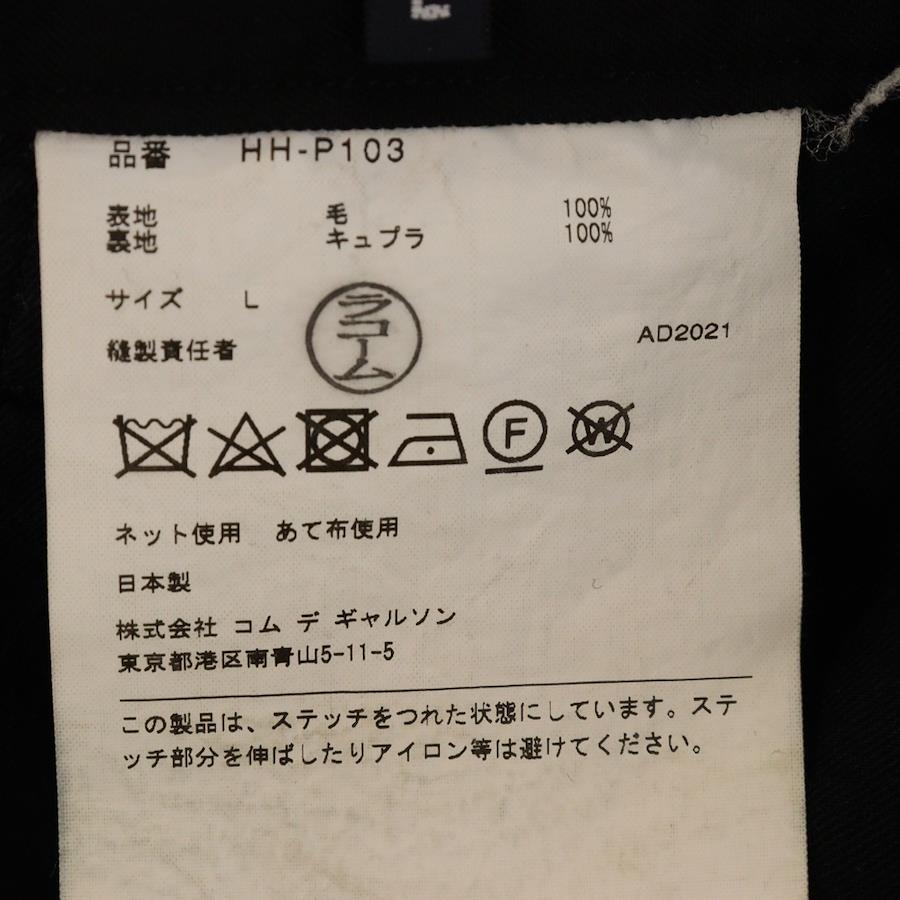 品番 HH-P103
表地 毛 100%
裏地 キュプラ 100%
サイズ L
縫製責任者 ラコーム
AD2021
F W
ネット使用 あて布使用
日本製
株式会社 コム デ ギャルソン
東京都港区南青山5-11-5
この製品は、ステッチをつれた状態にしています。ステ
ッチ部分を伸ばしたりアイロン等は避けてください。